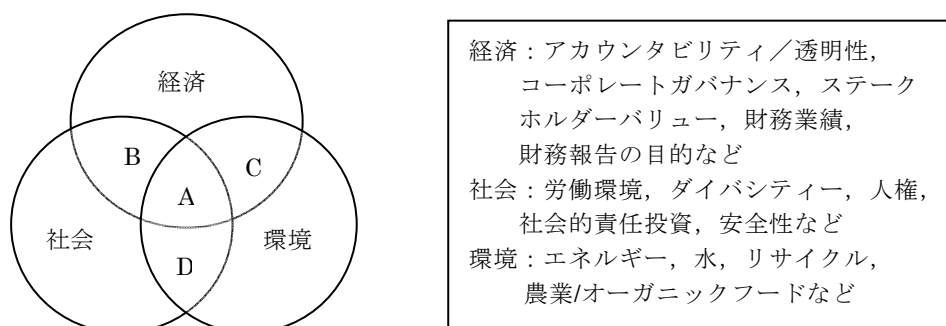 経済
B
C
A
社会
環境
D
経済：アカウンタビリティ／透明性，
コーポレートガバナンス，ステーク
ホルダーバリュー，財務業績，
財務報告の目的など
社会：労働環境，ダイバシティー，人権，
社会的責任投資，安全性など
環境：エネルギー，水，リサイクル，
農業/オーガニックフードなど